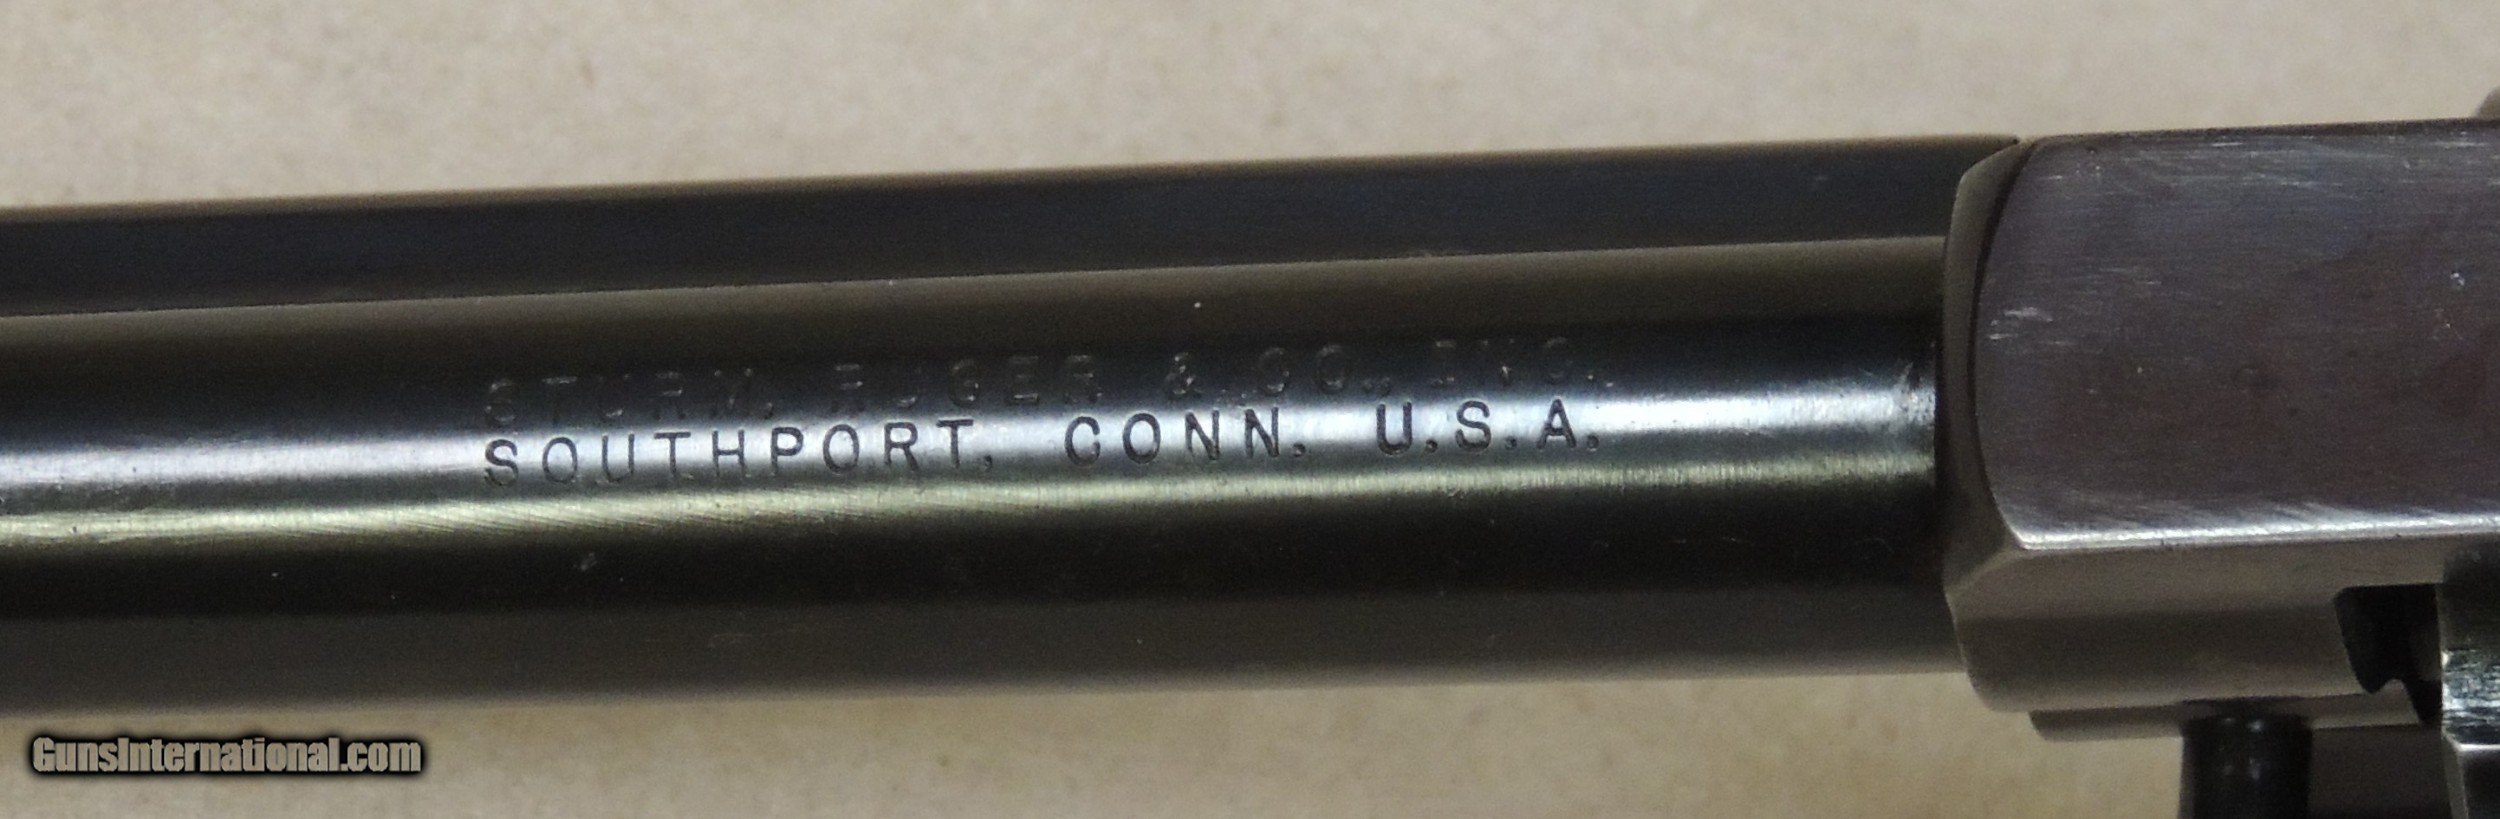 STURM, RUGER & CO., INC.
SOUTHPORT, CONN. U.S.A.
GunsInternational.com